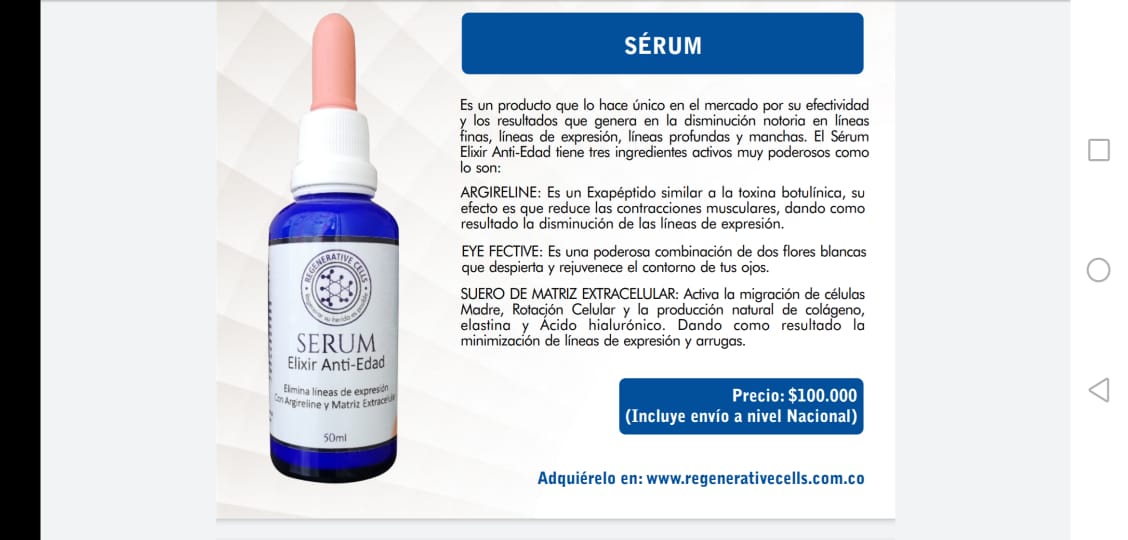 SÉRUM
Es un producto que lo hace único en el mercado por su efectividad
y los resultados que genera en la disminución notoria en líneas
finas, líneas de expresión, líneas profundas y manchas. El Sérum
Elixir Anti-Edad tiene tres ingredientes activos muy poderosos como
lo son:
ARGIRELINE: Es un Exapéptido similar a la toxina botulínica, su
efecto es que reduce las contracciones musculares, dando como
resultado la disminución de las líneas de expresión.
EYE FECTIVE: Es una poderosa combinación de dos flores blancas
que despierta y rejuvenece el contorno de tus ojos.
SUERO DE MATRIZ EXTRACELULAR: Activa la migración de células
Madre, Rotación Celular y la producción natural de colágeno,
elastina y Ácido hialurónico. Dando como resultado la
minimización de líneas de expresión y arrugas.
Precio: $100.000
(Incluye envío a nivel Nacional)
Adquiérelo en: www.regenerativecells.com.co
REGENERATIVE CELLS
SERUM
Elixir Anti-Edad
Elimina líneas de expresión
Con Argireline y Matriz
50ml